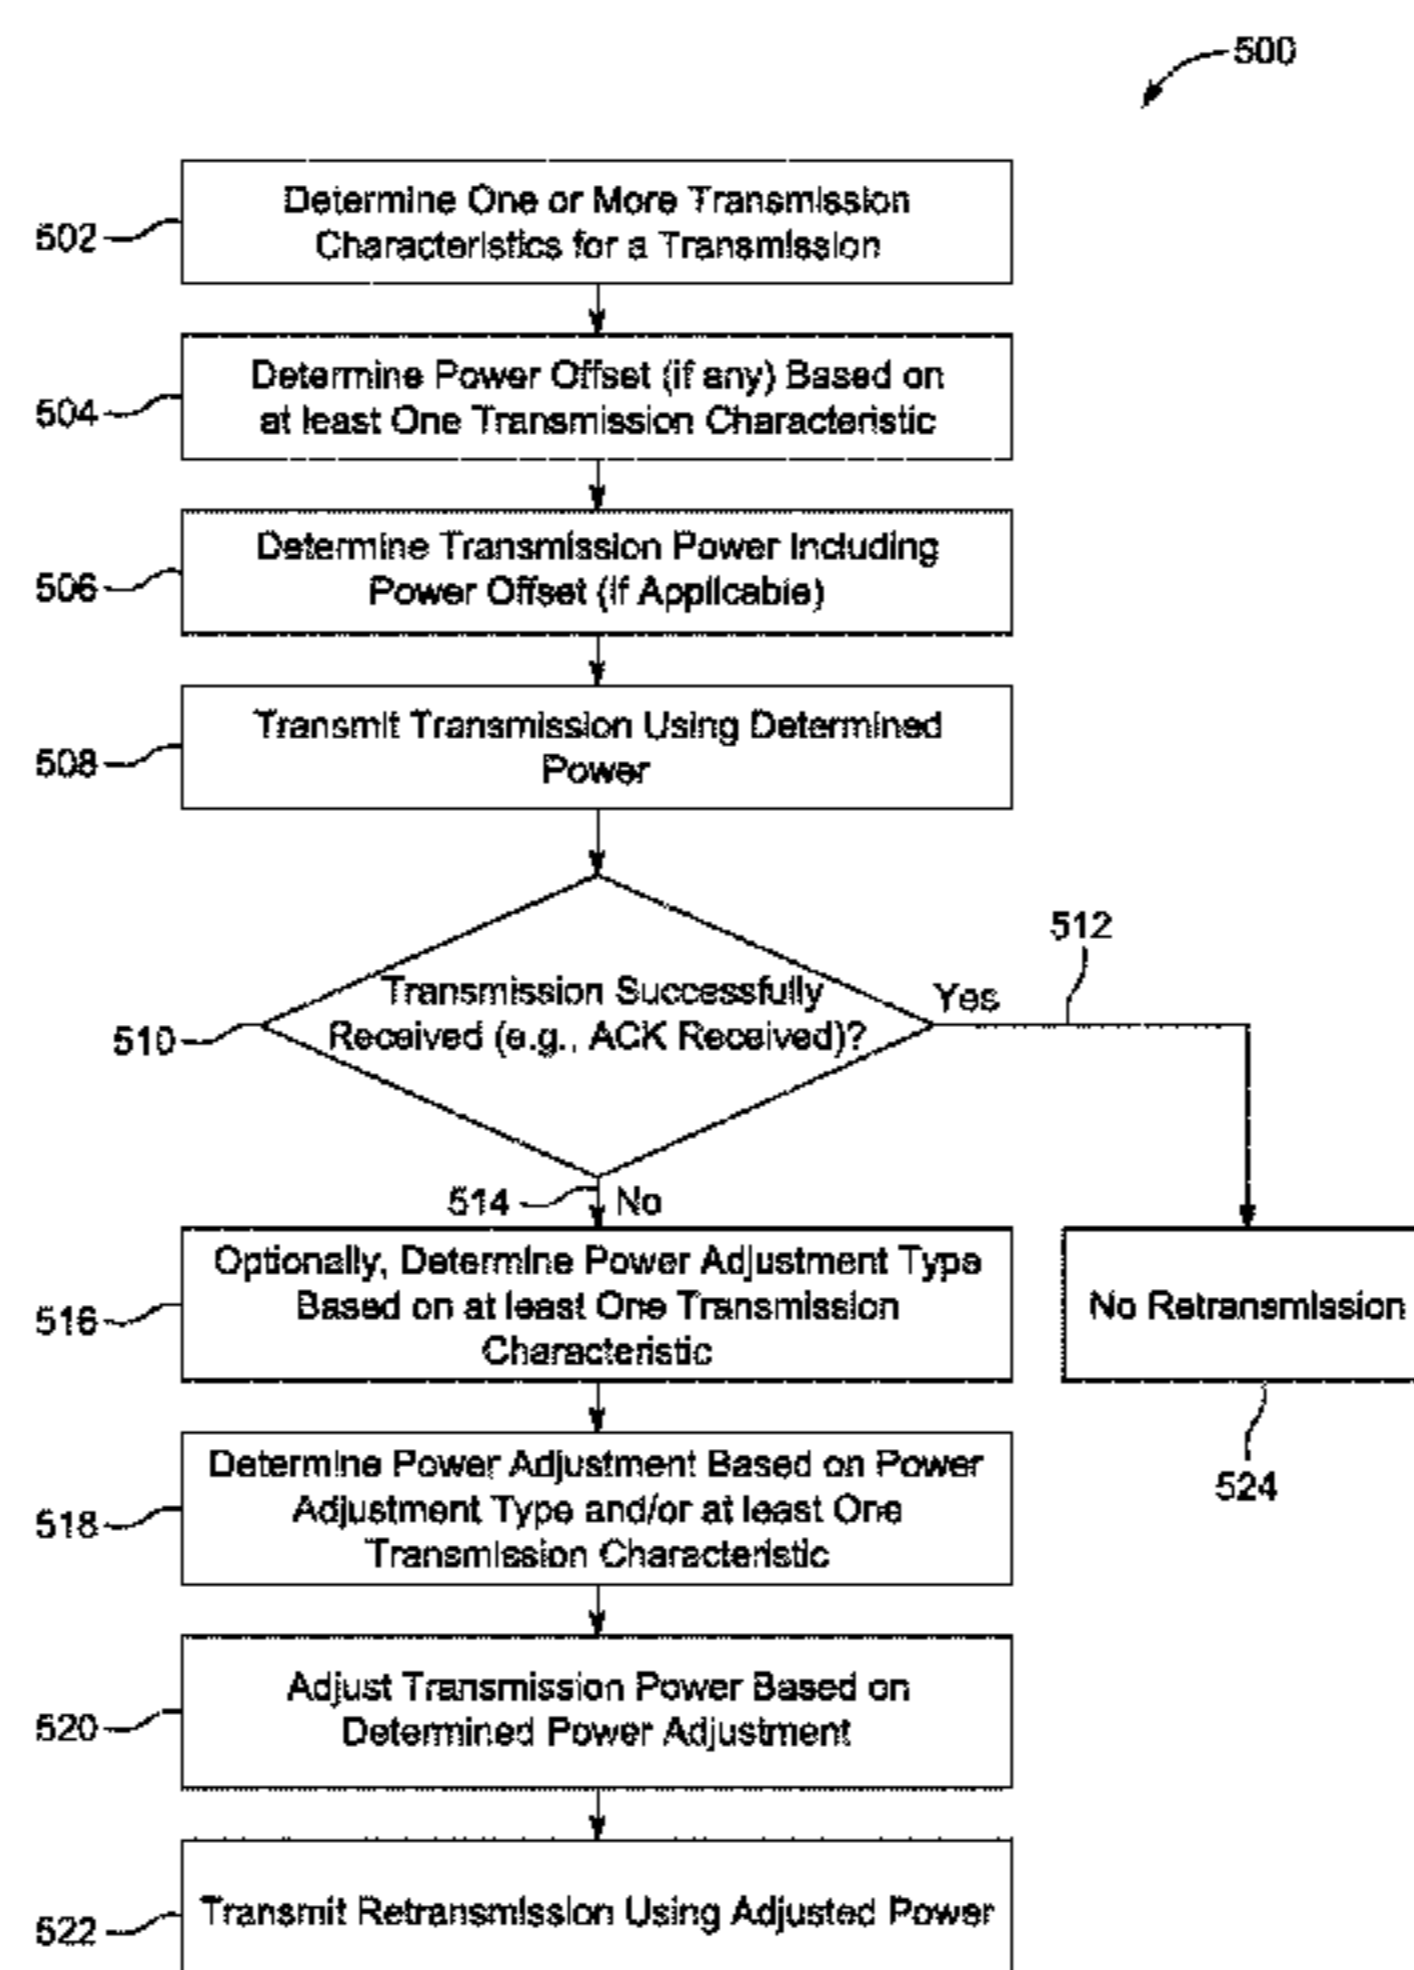 500
502
Determine One or More Transmission
Characteristics for a Transmission
504
Determine Power Offset (if any) Based on
at least One Transmission Characteristic
506
Determine Transmission Power Including
Power Offset (if Applicable)
508
Transmit Transmission Using Determined
Power
510
Transmission Successfully
Received (e.g., ACK Received)?
Yes
512
514
No
516
Optionally, Determine Power Adjustment Type
Based on at least One Transmission
Characteristic
No Retransmission
524
518
Determine Power Adjustment Based on Power
Adjustment Type and/or at least One
Transmission Characteristic
520
Adjust Transmission Power Based on
Determined Power Adjustment
522
Transmit Retransmission Using Adjusted Power